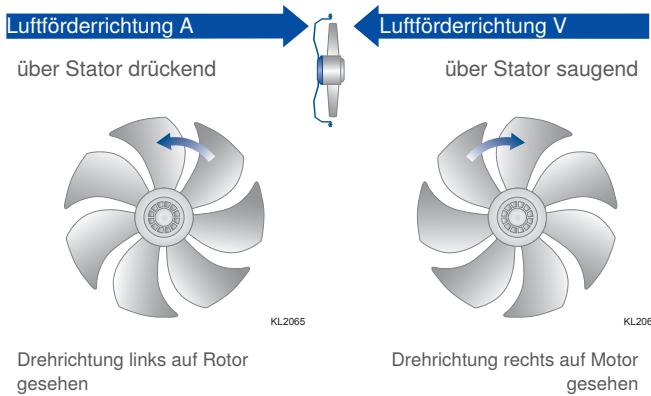 Luftförderrichtung A
Luftförderrichtung V
über Stator drückend
über Stator saugend
KL2065
KL206
Drehrichtung links auf Rotor
gesehen
Drehrichtung rechts auf Motor
gesehen